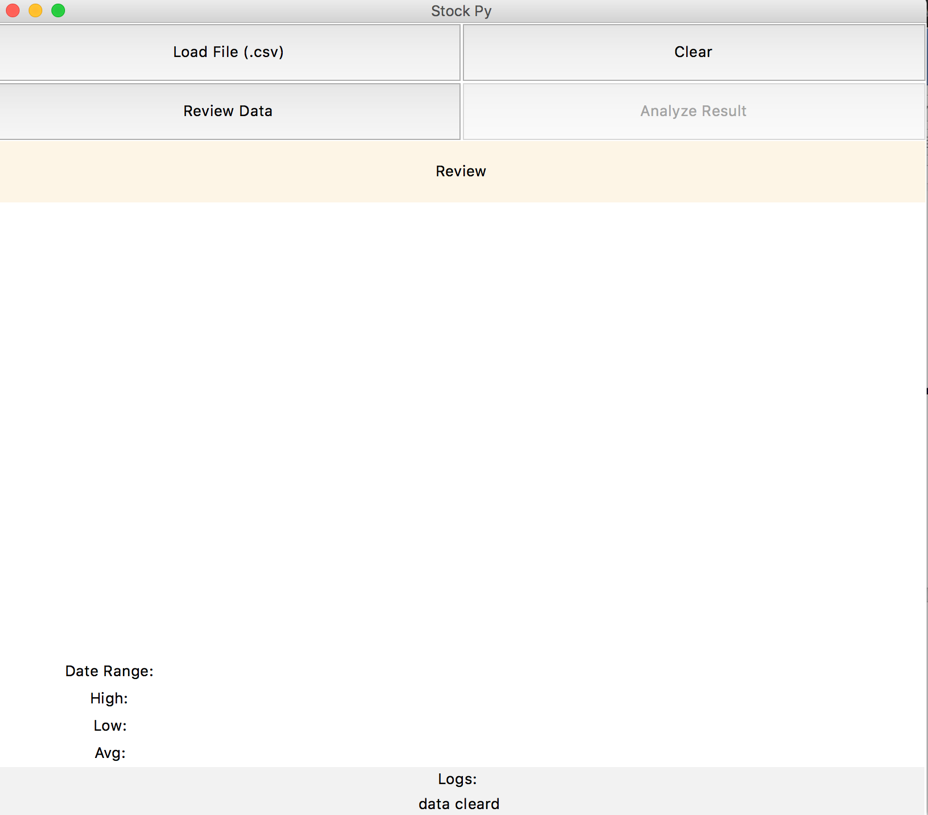 Stock Py
Load File (.csv)
Clear
Review Data
Analyze Result
Review
Date Range:
High:
Low:
Avg:
Logs:
data cleard